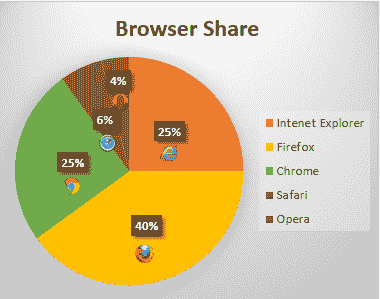 Browser Share
4%
6%
25%
25%
40%
Intenet Explorer
Firefox
Chrome
Safari
Opera